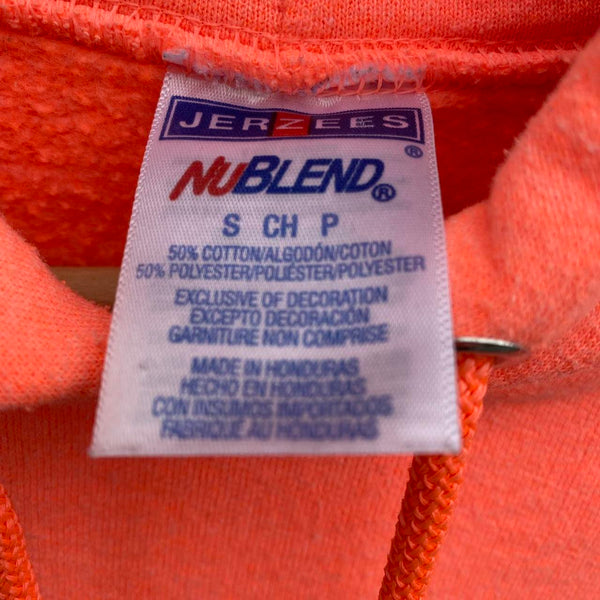 JERZEES
®
NUBLEND®
S CH P
50% COTTON/ALGODÓN/COTON
50% POLYESTER/POLIÉSTER/POLYESTER
EXCLUSIVE OF DECORATION
EXCEPTO DECORACIÓN
GARNITURE NON COMPRISE
MADE IN HONDURAS
HECHO EN HONDURAS
CON INSUMOS IMPORTADOS
FABRIQUE AU HONDURAS